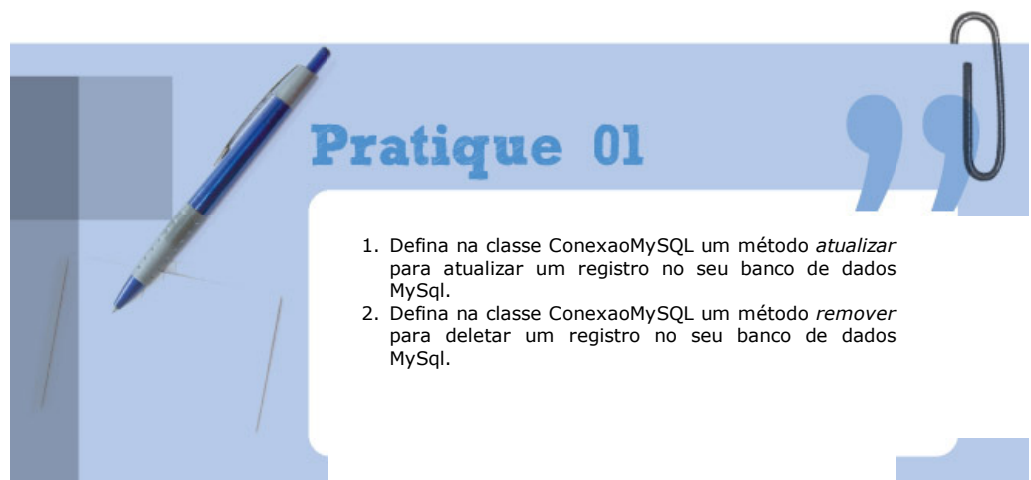 Pratique 01
1. Defina na classe ConexaoMySQL um método atualizar
para atualizar um registro no seu banco de dados
MySql.
2. Defina na classe ConexaoMySQL um método remover
para deletar um registro no seu banco de dados
MySql.